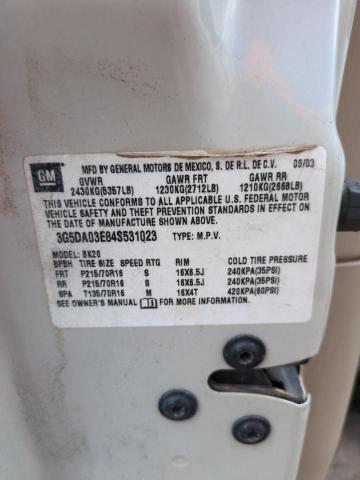 GM
MFD BY GENERAL MOTORS DE MEXICO, S. DE R.L. DE C.V. 09/03
GVWR GAWR FRT GAWR RR
2430KG(5357LB) 1230KG(2712LB) 1210KG(2668LB)
THIS VEHICLE CONFORMS TO ALL APPLICABLE U.S. FEDERAL MOTOR
VEHICLE SAFETY AND THEFT PREVENTION STANDARDS IN EFFECT ON
THE DATE OF MANUFACTURE SHOWN ABOVE.
3G5DA03E84S531023 TYPE: M.P.V.
MODEL: BK26
BPBH TIRE SIZE SPEED RTG RIM COLD TIRE PRESSURE
FRT P215/70R16 S 16X6.5J 240KPA(35PSI)
RR P215/70R16 S 16X6.5J 240KPA(35PSI)
SPA T135/70R16 M 16X4T 420KPA(60PSI)
SEE OWNER'S MANUAL FOR MORE INFORMATION.